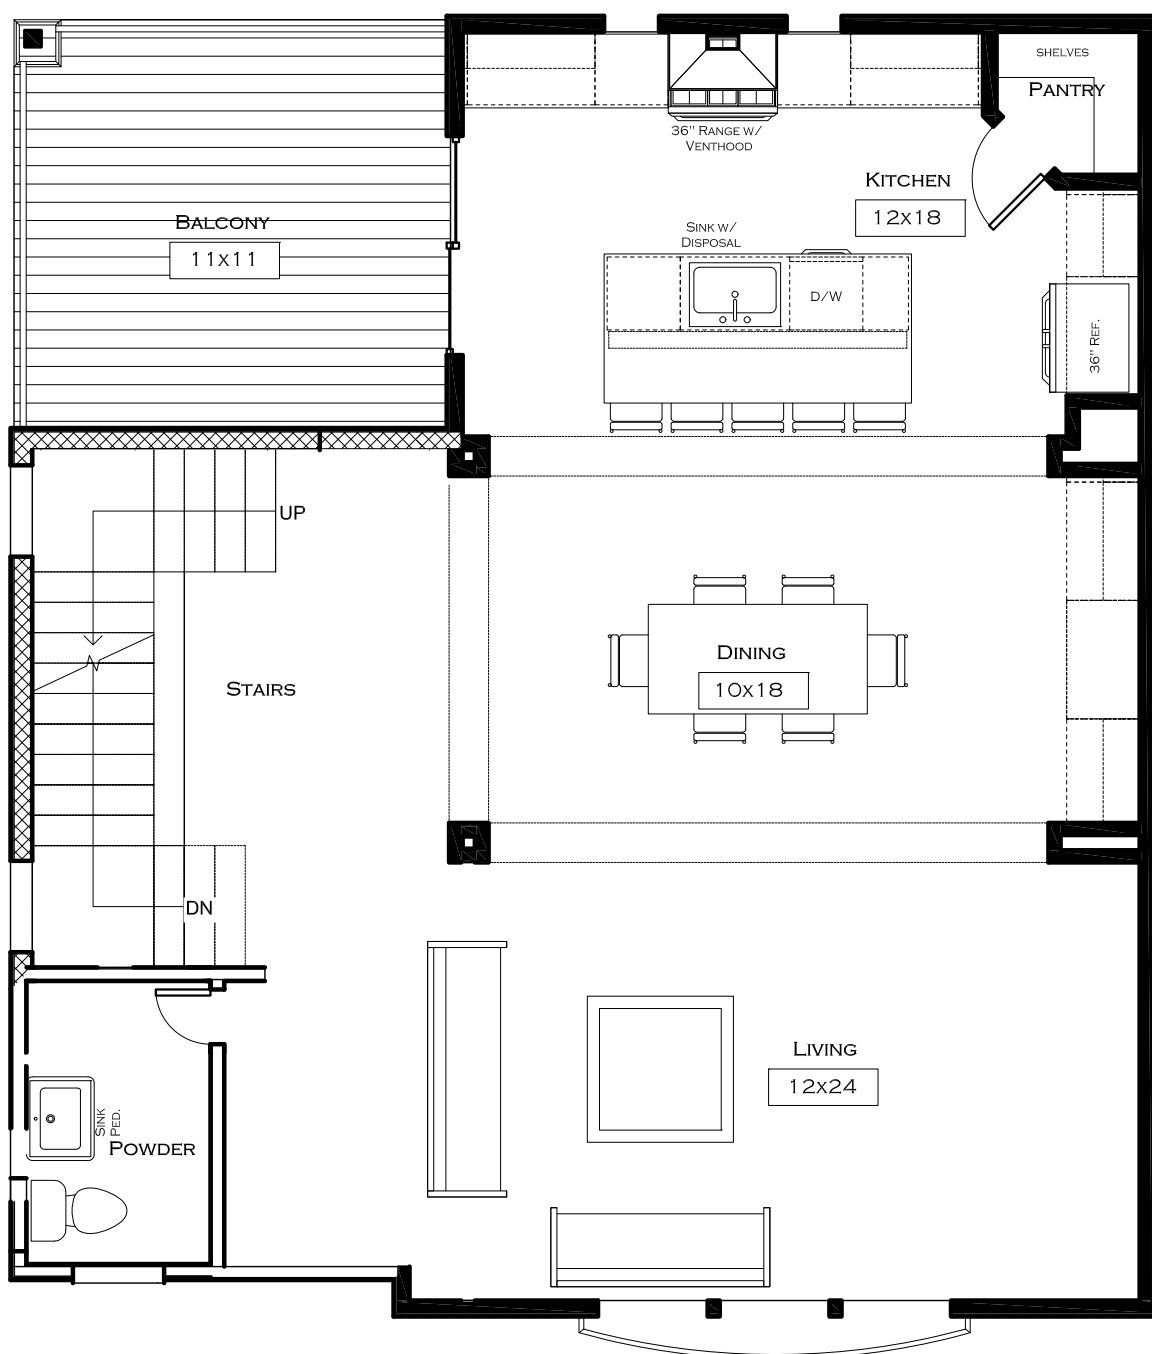 SHELVES
PANTRY
36" RANGE W/
VENTHOOD
KITCHEN
12X18
BALCONY
11X11
SINK W/
DISPOSAL
D/W
36" REF.
UP
DINING
10X18
STAIRS
DN
LIVING
12X24
SINK
PED.
POWDER